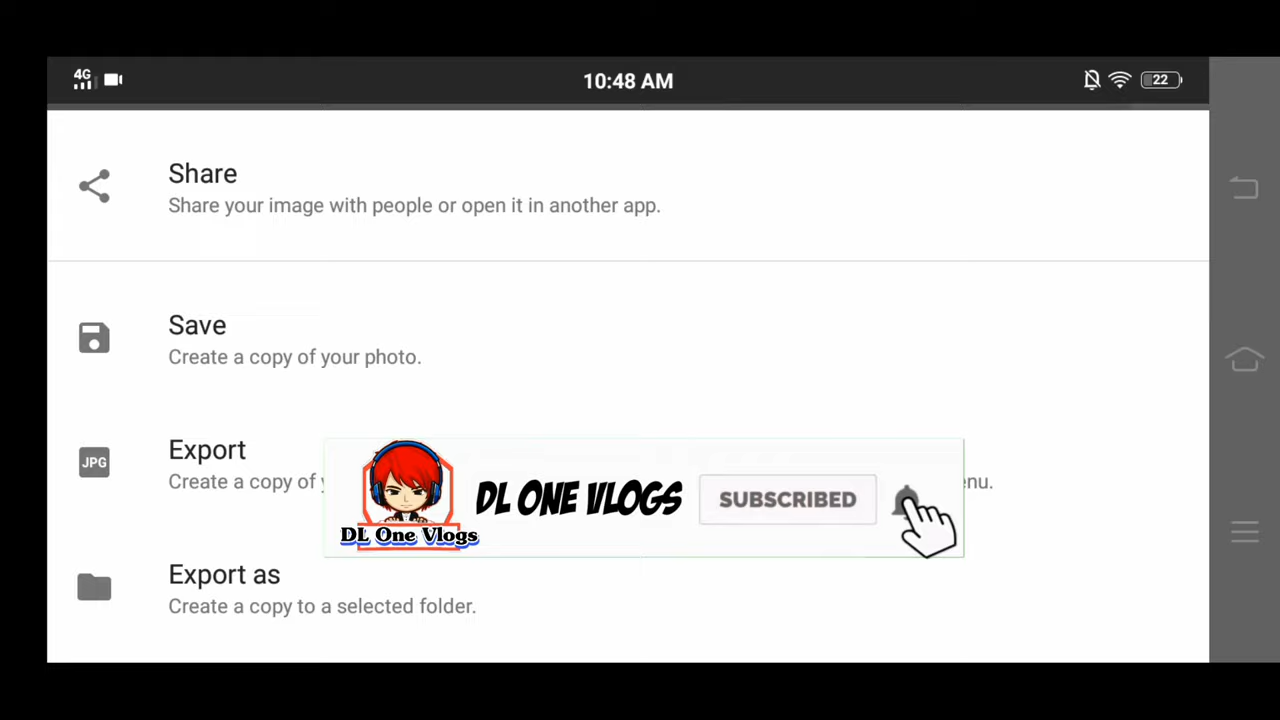 4G
10:48 AM
22
Share
Share your image with people or open it in another app.
Save
Create a copy of your photo.
JPG
Export
Create a copy of
DL ONE VLOGS
SUBSCRIBED
DL One Vlogs
Export as
Create a copy to a selected folder.